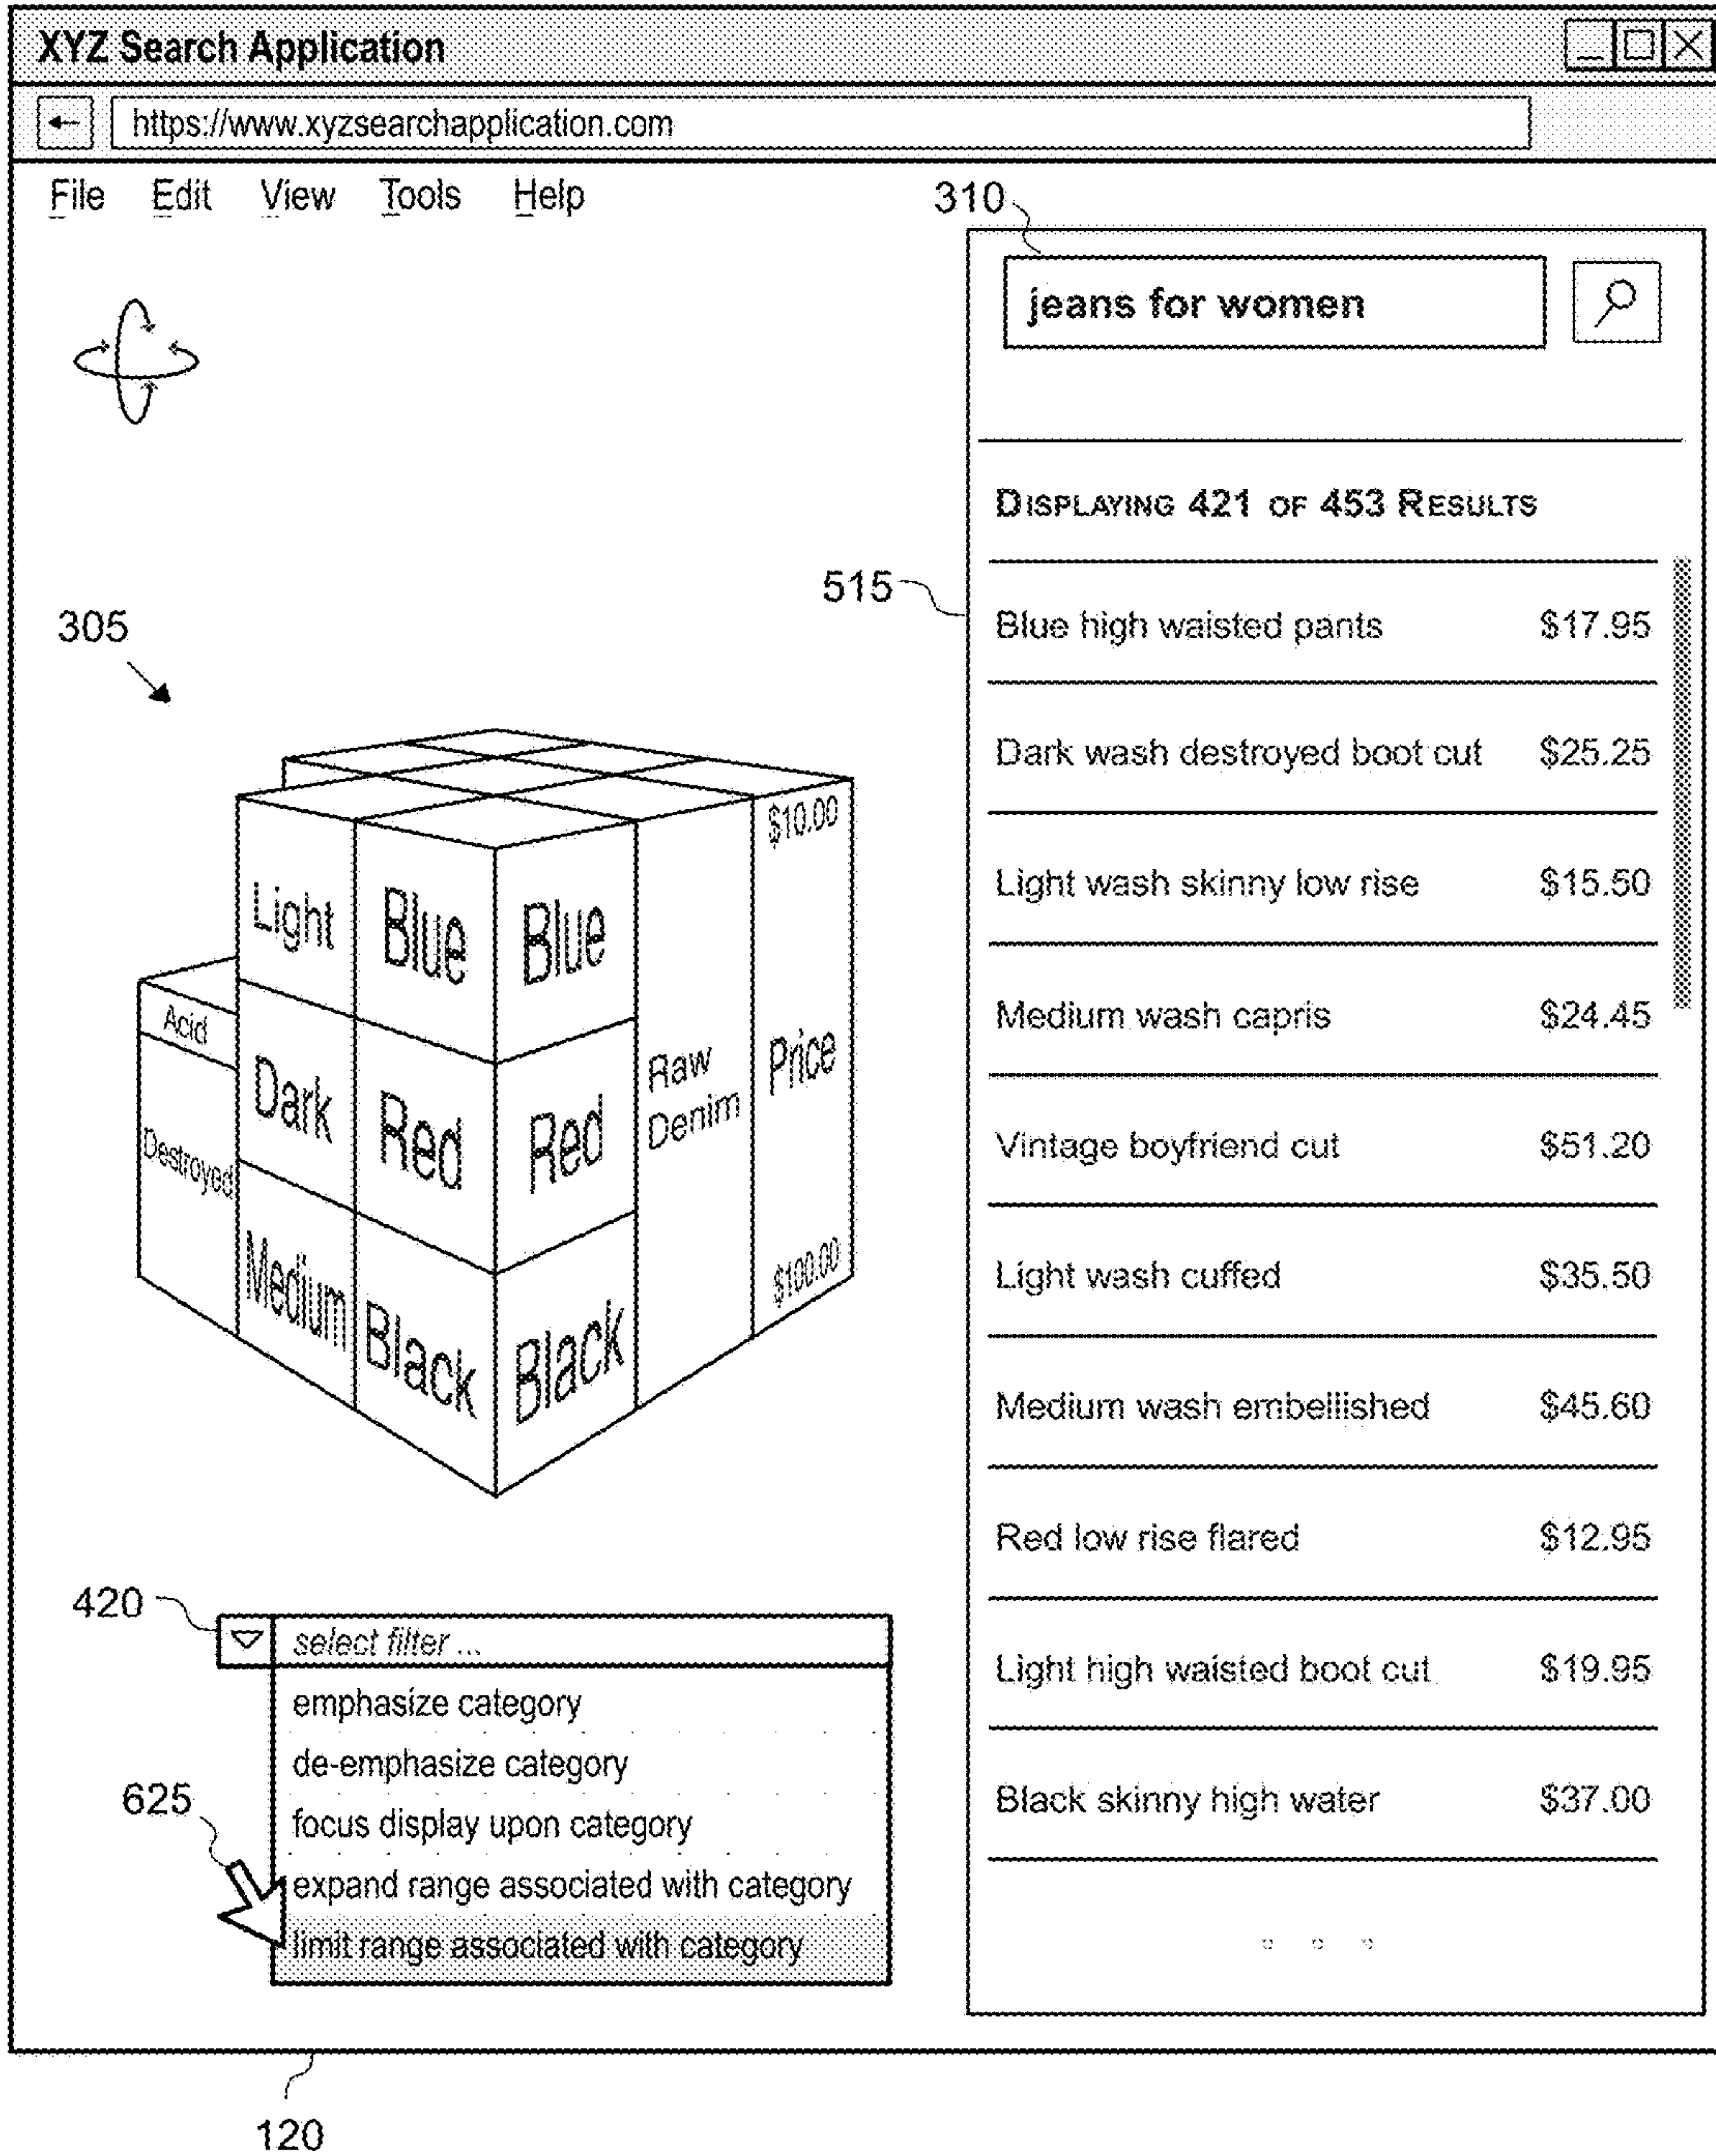 XYZ Search Application
https://www.xyzsearchapplication.com
File Edit View Tools Help
310
jeans for women
DISPLAYING 421 OF 453 RESULTS
515
Blue high waisted pants $17.95
Dark wash destroyed boot cut $25.25
Light wash skinny low rise $15.50
Medium wash capris $24.45
Vintage boyfriend cut $51.20
Light wash cuffed $35.50
Medium wash embellished $45.60
Red low rise flared $12.95
Light high waisted boot cut $19.95
Black skinny high water $37.00
305
Light Blue Blue $10.00
Acid
Dark Red Red Raw Denim Price
Destroyed
Medium Black Black $100.00
420
select filter ...
emphasize category
de-emphasize category
625
focus display upon category
expand range associated with category
limit range associated with category
120